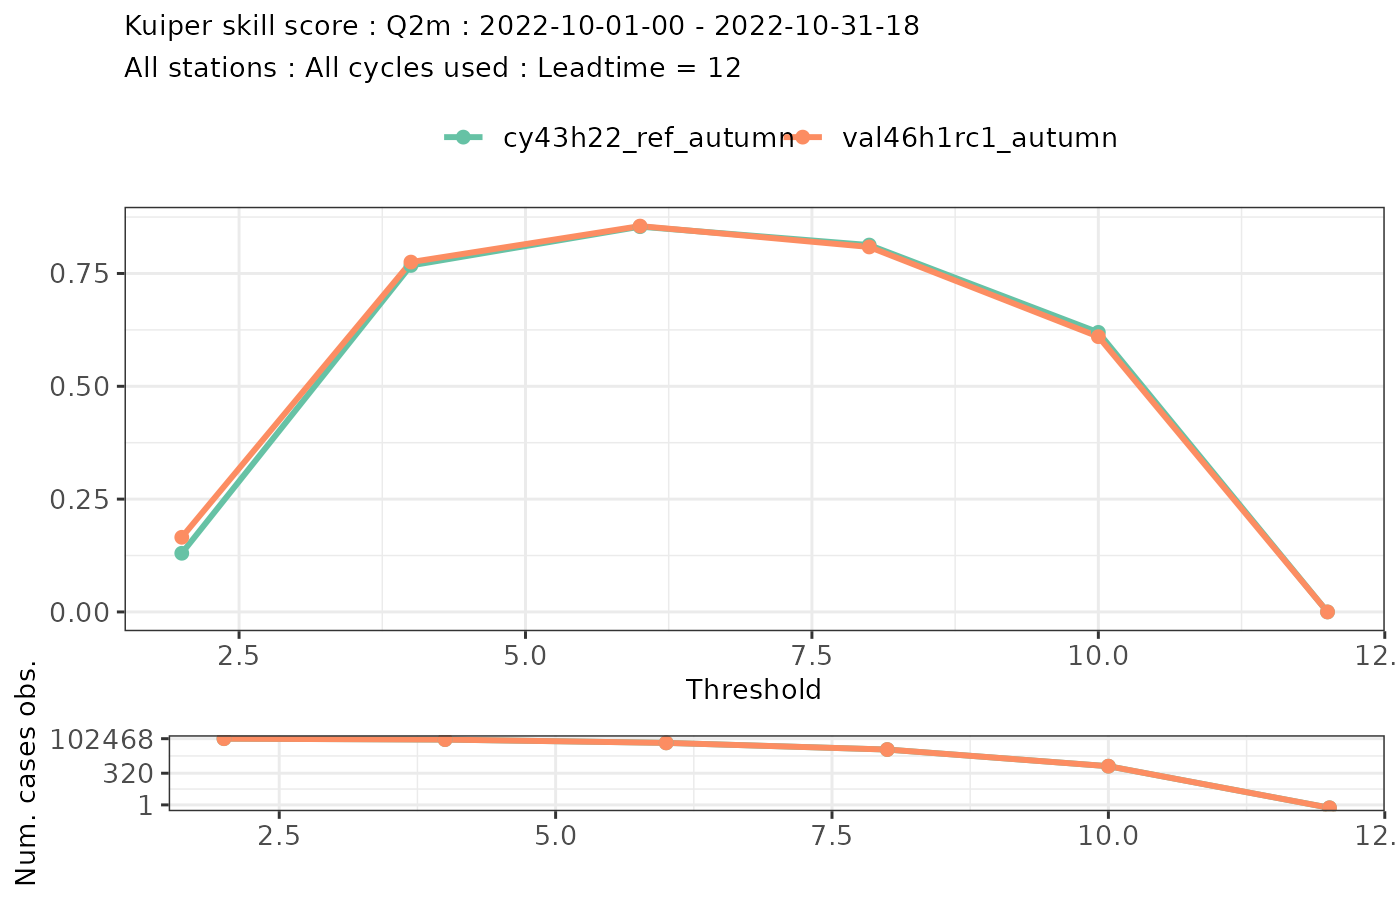 Kuiper skill score : Q2m : 2022-10-01-00 - 2022-10-31-18
All stations : All cycles used : Leadtime = 12
cy43h22_ref_autumn val46h1rc1_autumn
0.75
0.50
0.25
0.00
2.5 5.0 7.5 10.0 12.
Threshold
Num. cases obs.
102468
320
1
2.5 5.0 7.5 10.0 12.